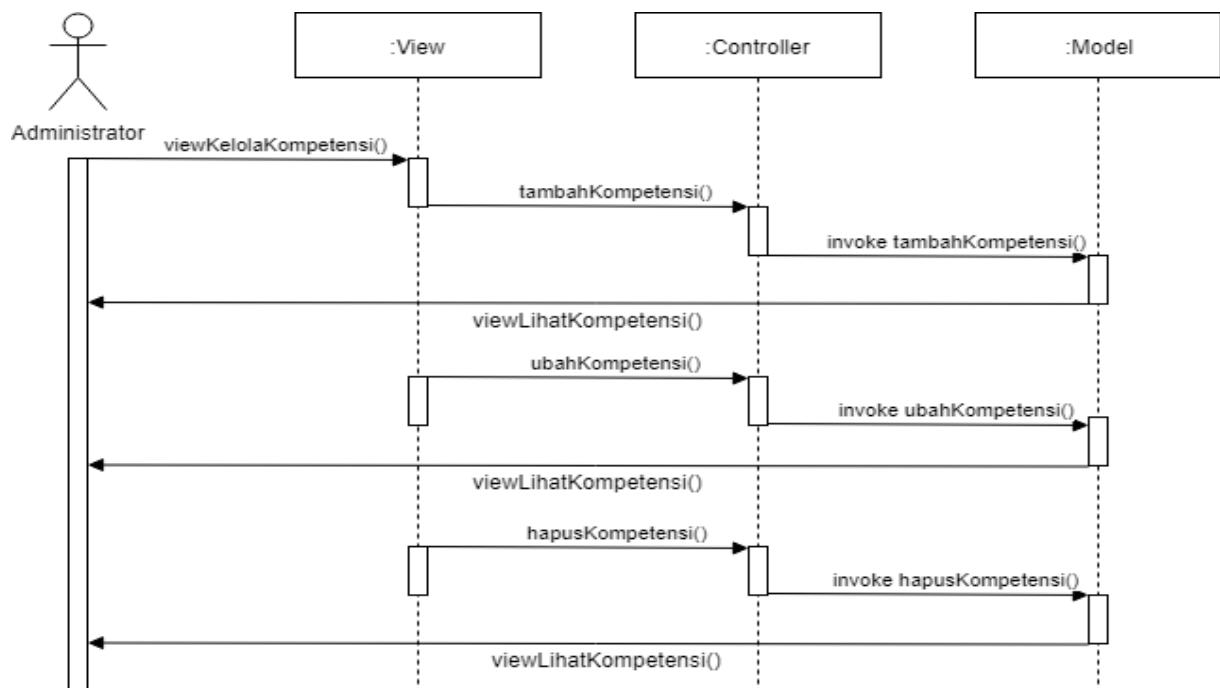 :View
:Controller
:Model
Administrator
viewKelolaKompetensi()
tambahKompetensi()
invoke tambahKompetensi()
viewLihatKompetensi()
ubahKompetensi()
invoke ubahKompetensi()
viewLihatKompetensi()
hapusKompetensi()
invoke hapusKompetensi()
viewLihatKompetensi()